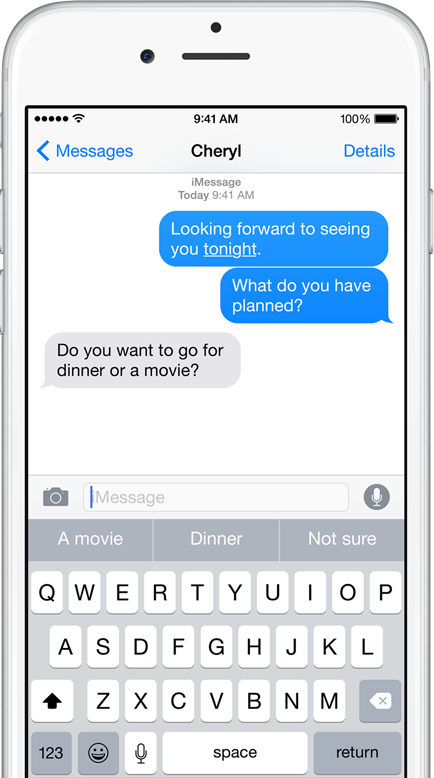 9:41 AM 100%
Messages Cheryl Details
iMessage
Today 9:41 AM
Looking forward to seeing
you tonight.
What do you have
planned?
Do you want to go for
dinner or a movie?
iMessage
A movie Dinner Not sure
Q W E R T Y U I O P
A S D F G H J K L
Z X C V B N M
123 space return